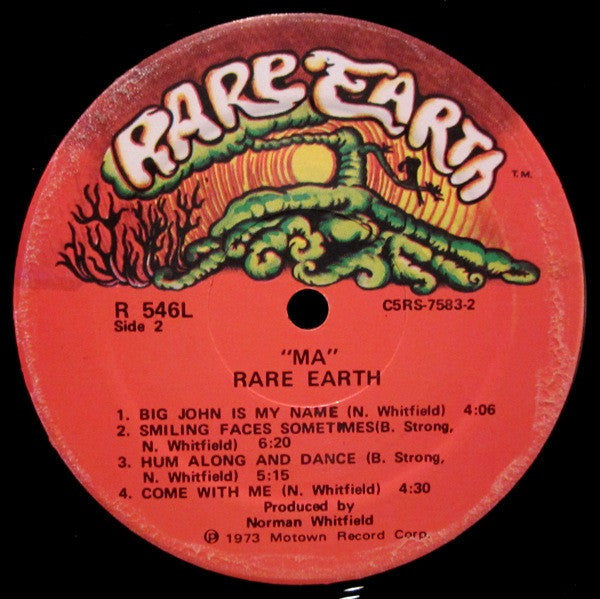 RARE EARTH
T.M.
R 546L
C5RS-7583-2
Side 2
"MA"
RARE EARTH
1. BIG JOHN IS MY NAME (N. Whitfield) 4:06
2. SMILING FACES SOMETIMES(B. Strong,
N. Whitfield) 6:20
3. HUM ALONG AND DANCE (B. Strong,
N. Whitfield) 5:15
4. COME WITH ME (N. Whitfield) 4:30
Produced by
Norman Whitfield
℗ 1973 Motown Record Corp.